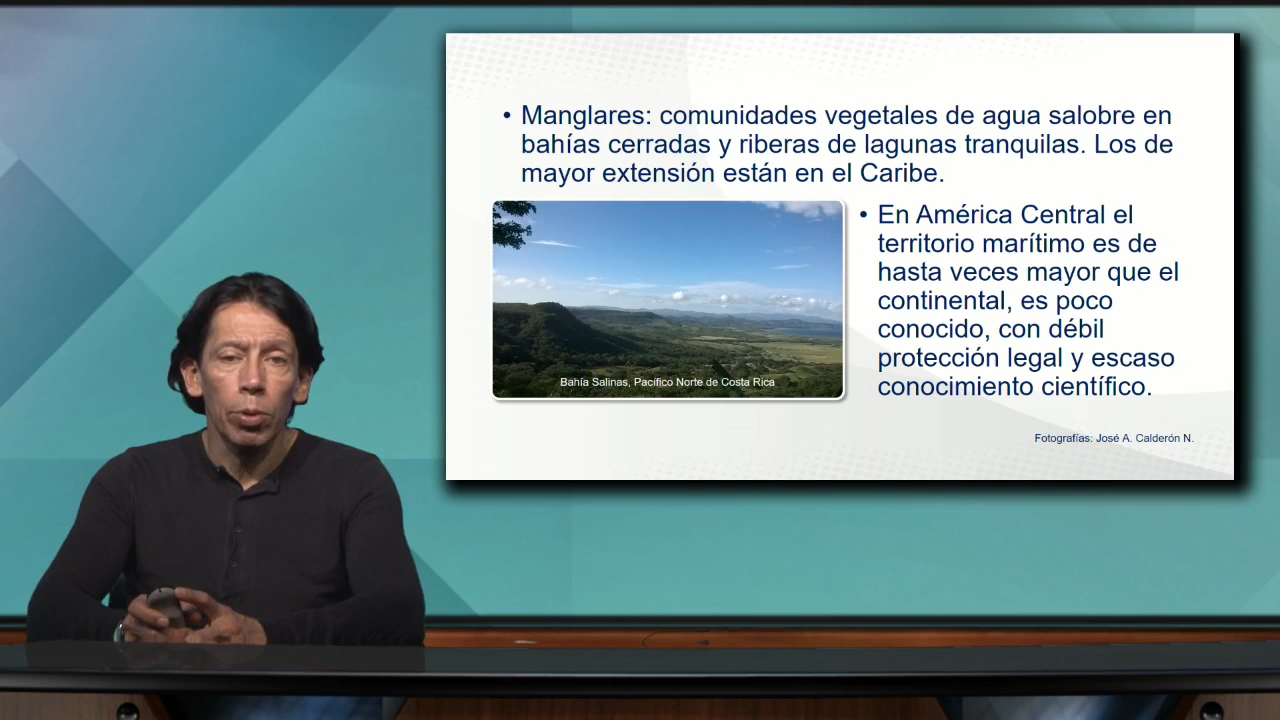 • Manglares: comunidades vegetales de agua salobre en
bahías cerradas y riberas de lagunas tranquilas. Los de
mayor extensión están en el Caribe.
• En América Central el
territorio marítimo es de
hasta veces mayor que el
continental, es poco
conocido, con débil
protección legal y escaso
conocimiento científico.
Bahía Salinas, Pacífico Norte de Costa Rica
Fotografías: José A. Calderón N.